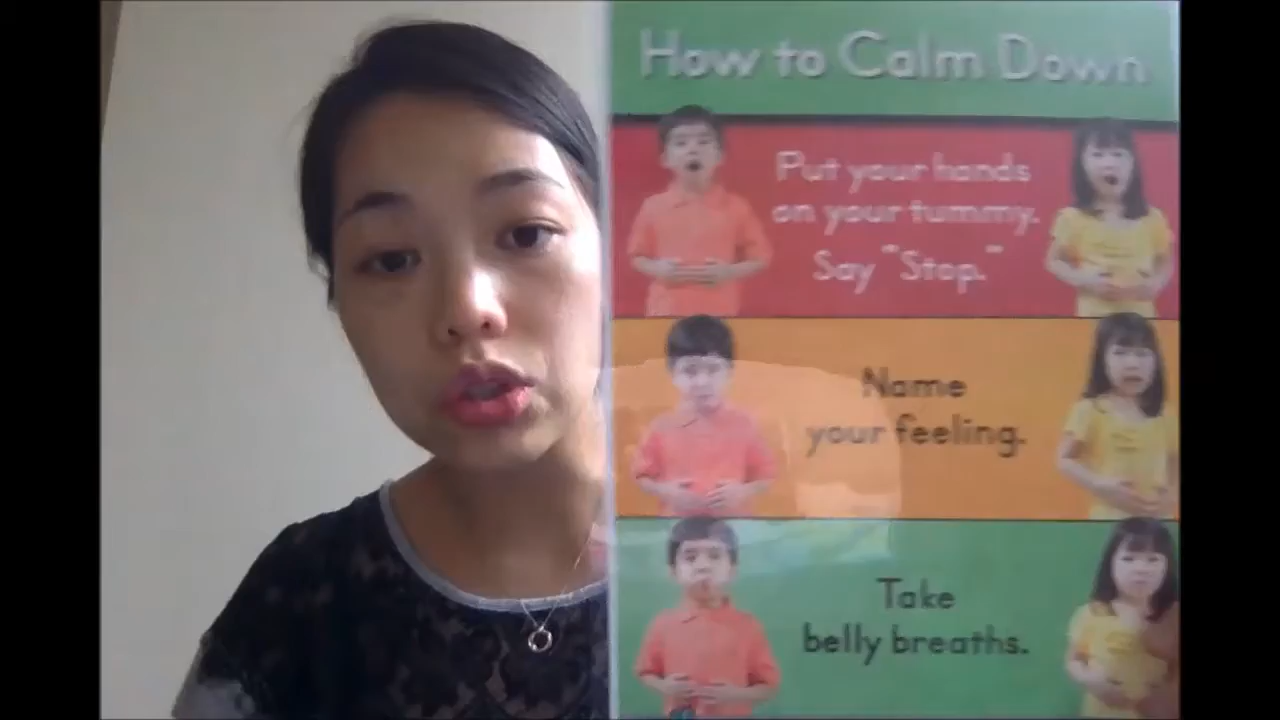 How to Calm Down
Put your hands
on your tummy.
Say "Stop."
Name
your feeling.
Take
belly breaths.